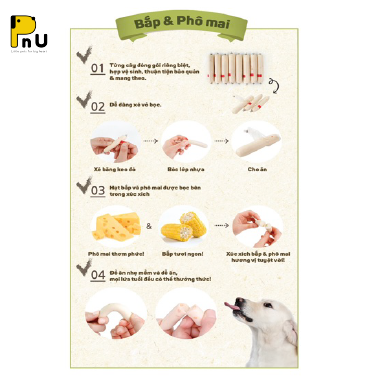 PnU
Bắp & Phô mai
01
Từng cây đóng gói riêng biệt,
hợp vệ sinh, thuận tiện bảo quản
& mang theo.
02
Dễ dàng xé vỏ bọc.
Xé băng keo đỏ
Bóc lớp nhựa
Cho ăn
03
Hạt bắp và phô mai được bọc bên
trong xúc xích
&
Phô mai thơm phức!
Bắp tươi ngon!
Xúc xích bắp & phô mai
hương vị tuyệt vời!
04
Đồ ăn nhẹ mềm và dễ ăn,
mọi lứa tuổi đều có thể thưởng thức!